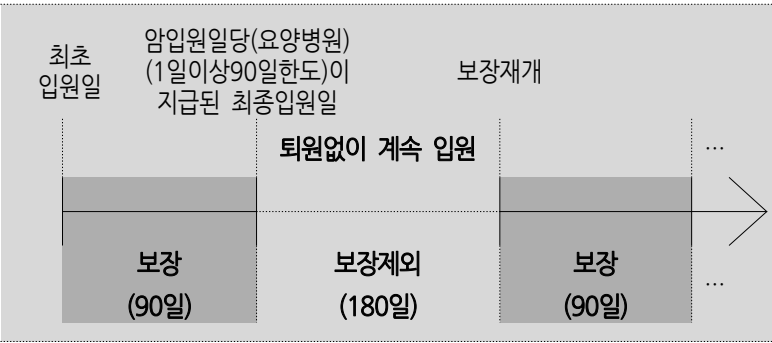 최초
입원일
암입원일당(요양병원)
(1일이상90일한도)이
지급된 최종입원일
보장재개
퇴원없이 계속 입원
…
보장
(90일)
보장제외
(180일)
보장
(90일)
…